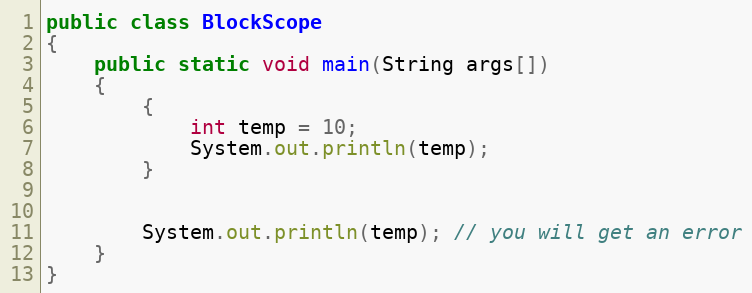 1 public class BlockScope
2 {
3     public static void main(String args[])
4     {
5         {
6             int temp = 10;
7             System.out.println(temp);
8         }
9
10
11         System.out.println(temp); // you will get an error
12     }
13 }